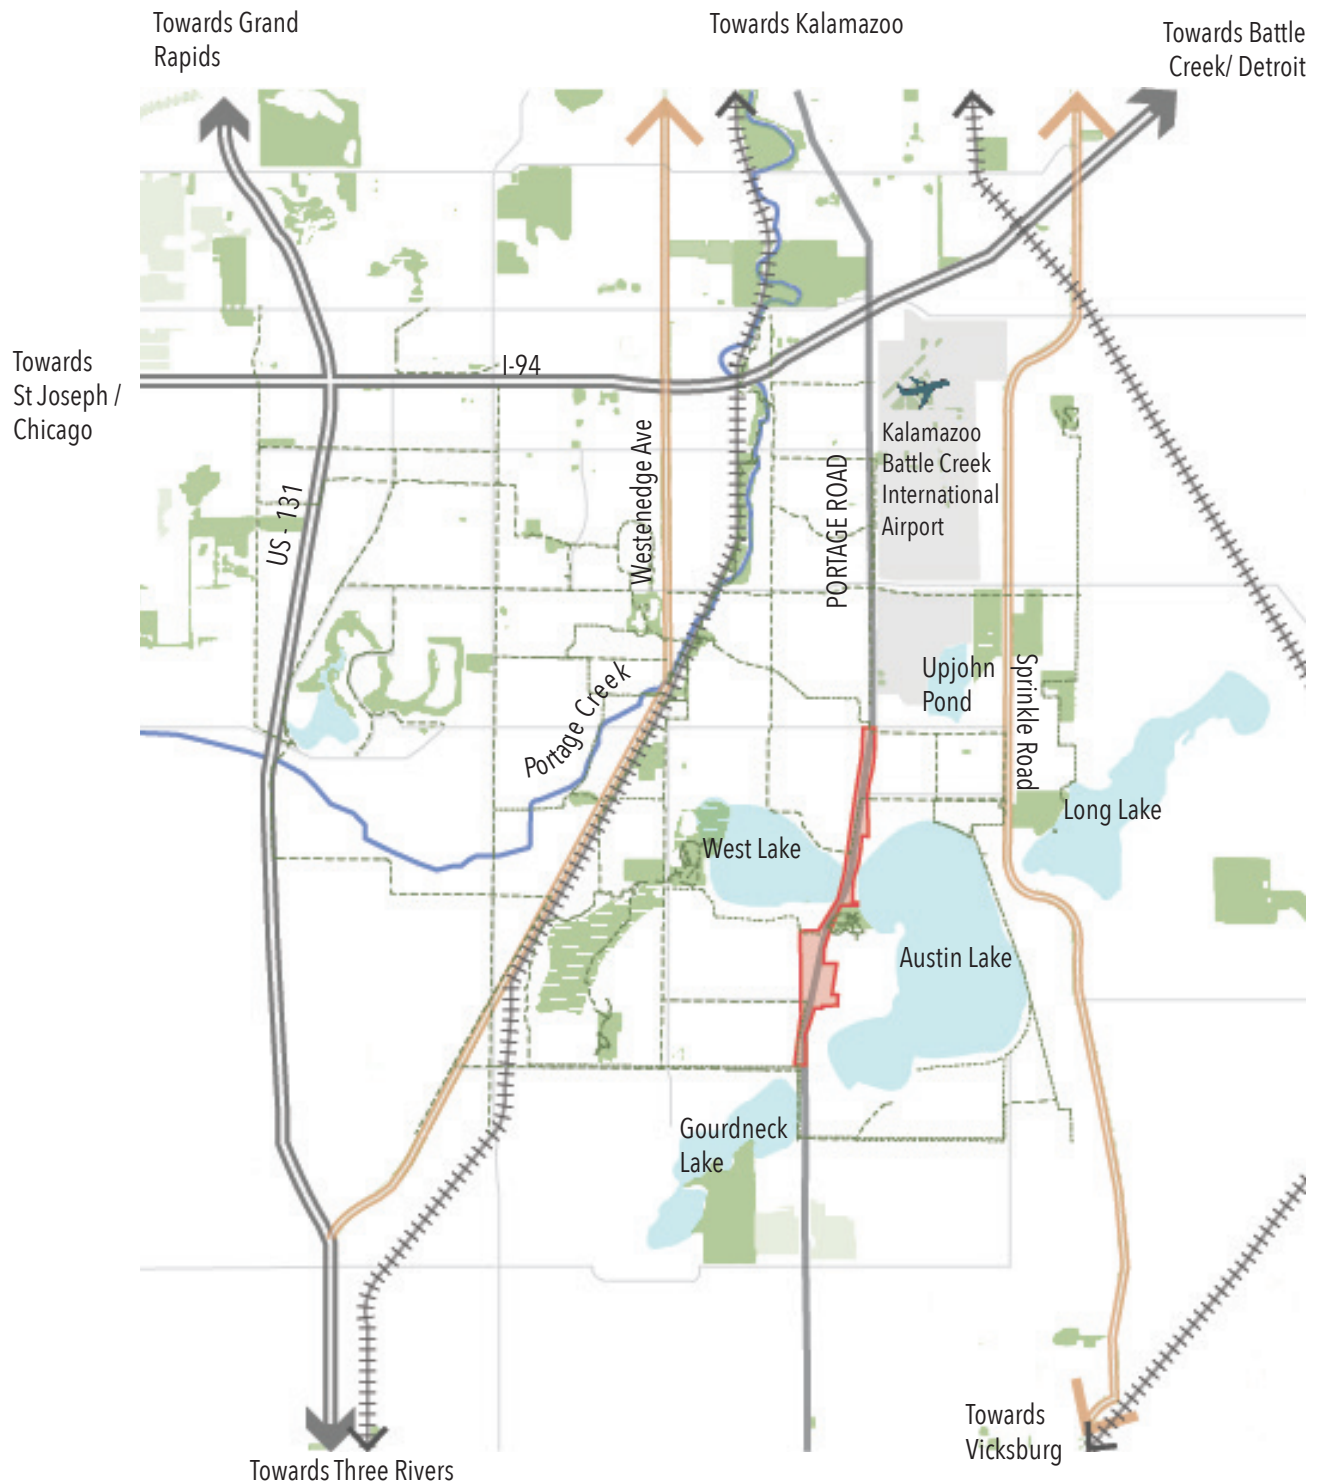 Towards Grand
Rapids
Towards Kalamazoo
Towards Battle
Creek/ Detroit
Towards
St Joseph /
Chicago
I-94
US - 131
Westenedge Ave
PORTAGE ROAD
Kalamazoo
Battle Creek
International
Airport
Upjohn
Pond
Sprinkle Road
Portage Creek
Long Lake
West Lake
Austin Lake
Gourdneck
Lake
Towards
Vicksburg
Towards Three Rivers